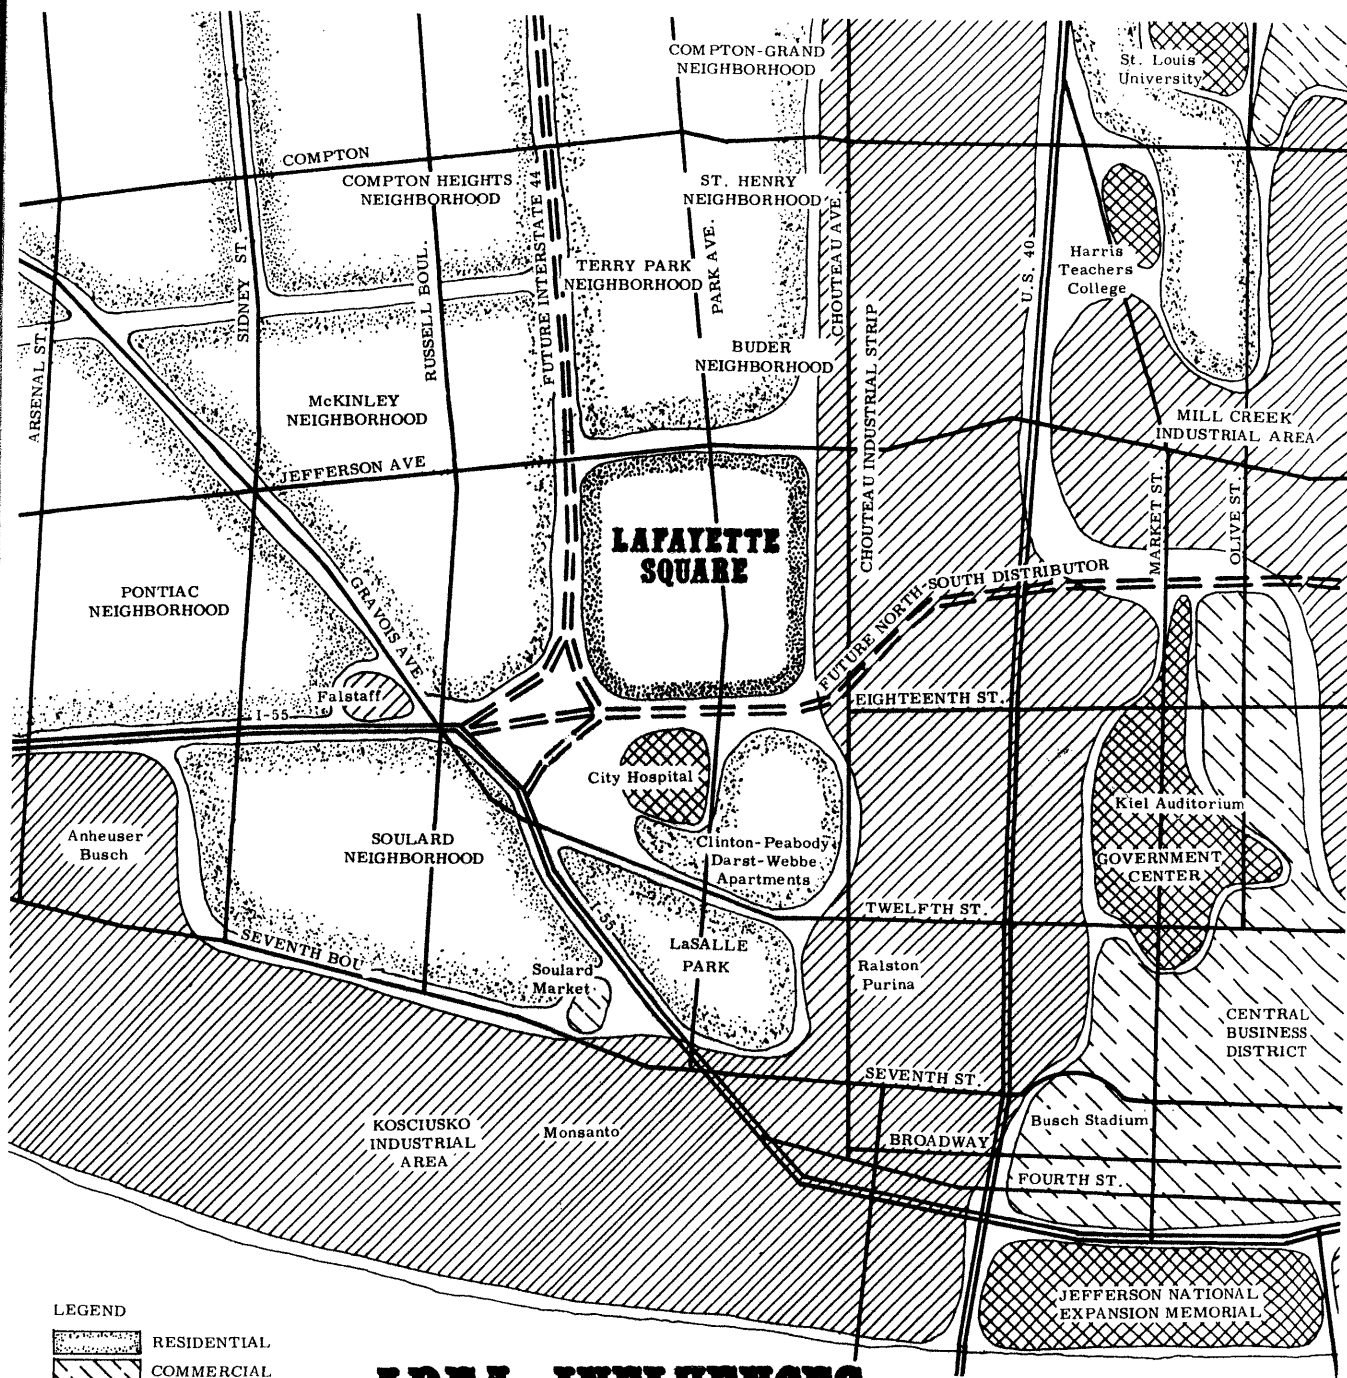 COMPTON-GRAND
NEIGHBORHOOD
St. Louis
University
COMPTON
COMPTON HEIGHTS
NEIGHBORHOOD
ST. HENRY
NEIGHBORHOOD
SIDNEY ST
RUSSELL BOUL.
FUTURE INTERSTATE 44
TERRY PARK
NEIGHBORHOOD
PARK AVE.
CHOUTEAU AVE.
U.S. 40
Harris
Teachers
College
ARSENAL ST.
BUDER
NEIGHBORHOOD
CHOUTEAU INDUSTRIAL STRIP
McKINLEY
NEIGHBORHOOD
MILL CREEK
INDUSTRIAL AREA
JEFFERSON AVE
MARKET ST.
OLIVE ST.
LAFAYETTE
SQUARE
PONTIAC
NEIGHBORHOOD
GRAVOIS AVE
FUTURE NORTH-SOUTH DISTRIBUTOR
Falstaff
I-55
EIGHTEENTH ST.
City Hospital
Kiel Auditorium
Anheuser
Busch
SOULARD
NEIGHBORHOOD
Clinton-Peabody
Darst-Webbe
Apartments
GOVERNMENT
CENTER
TWELFTH ST.
I-55
SEVENTH BOUL
LaSALLE
PARK
Soulard
Market
Ralston
Purina
CENTRAL
BUSINESS
DISTRICT
SEVENTH ST.
KOSCIUSKO
INDUSTRIAL
AREA
Monsanto
Busch Stadium
BROADWAY
FOURTH ST.
JEFFERSON NATIONAL
EXPANSION MEMORIAL
LEGEND
RESIDENTIAL
COMMERCIAL
AREA INFLUENCES